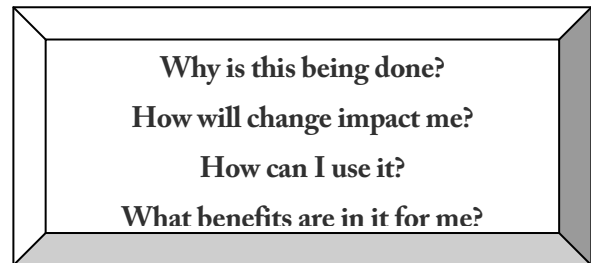 Why is this being done?
How will change impact me?
How can I use it?
What benefits are in it for me?